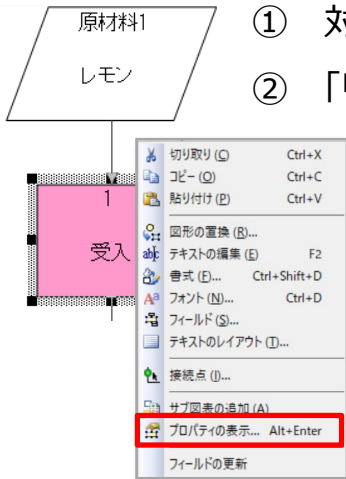 原材料1
レモン
① 対
② 「
1
受入
切り取り (C) Ctrl+X
コピー (O) Ctrl+C
貼り付け (P) Ctrl+V
図形の置換 (R)...
テキストの編集 (E) F2
書式 (F)... Ctrl+Shift+D
フォント (N)... Ctrl+D
フィールド (S)...
テキストのレイアウト (T)...
接続点 (I)...
サブ図表の追加 (A)
プロパティの表示... Alt+Enter
フィールドの更新